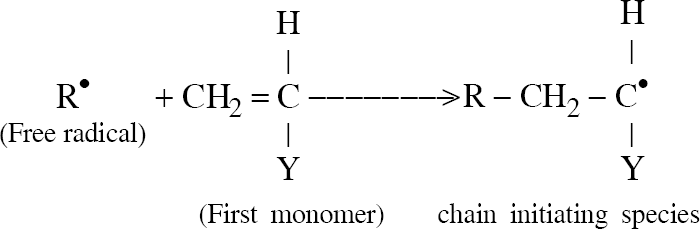 H H
| |
R• + CH₂ = C --------> R – CH₂ – C•
(Free radical) | |
Y Y
(First monomer) chain initiating species